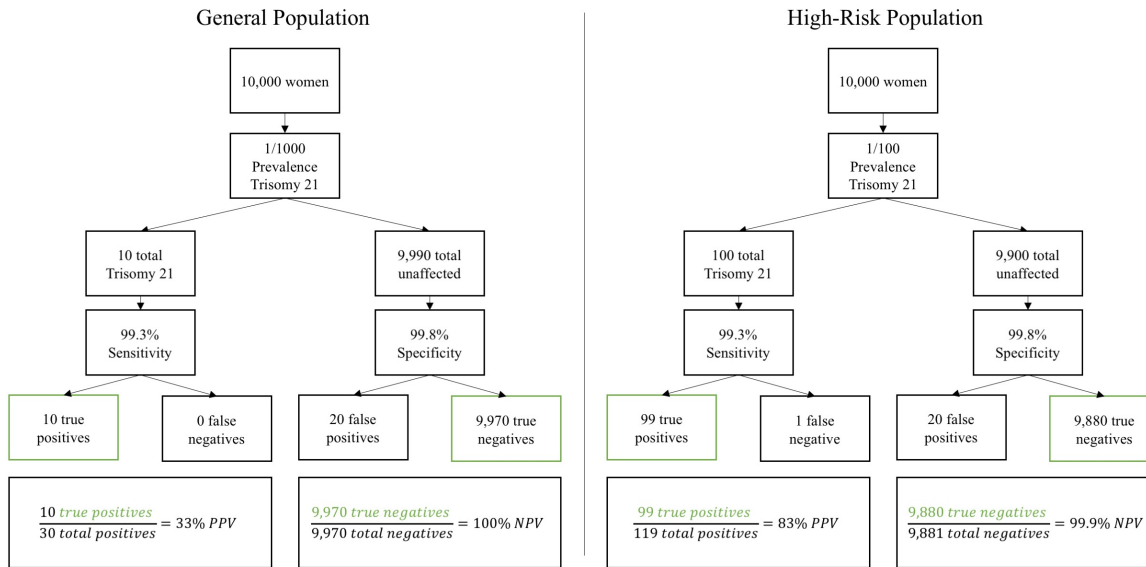 General Population
10,000 women
1/1000
Prevalence
Trisomy 21
10 total
Trisomy 21
9,990 total
unaffected
99.3%
Sensitivity
99.8%
Specificity
10 true
positives
0 false
negatives
20 false
positives
9,970 true
negatives
10 true positives
30 total positives
= 33% PPV
9,970 true negatives
9,970 total negatives
= 100% NPV
High-Risk Population
10,000 women
1/100
Prevalence
Trisomy 21
100 total
Trisomy 21
9,900 total
unaffected
99.3%
Sensitivity
99.8%
Specificity
99 true
positives
1 false
negative
20 false
positives
9,880 true
negatives
99 true positives
119 total positives
= 83% PPV
9,880 true negatives
9,881 total negatives
= 99.9% NPV